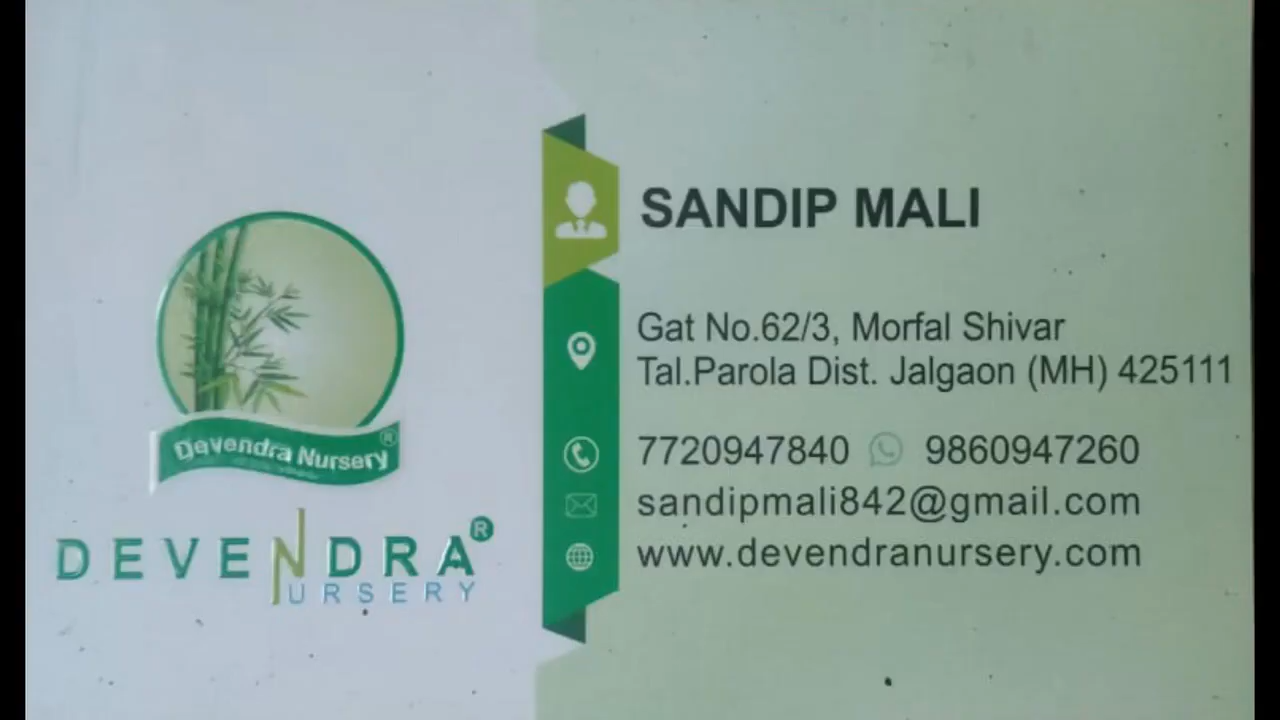 Devendra Nursery ®
DEVENDRA ®
NURSERY
SANDIP MALI
Gat No.62/3, Morfal Shivar
Tal.Parola Dist. Jalgaon (MH) 425111
7720947840 9860947260
sandipmali842@gmail.com
www.devendranursery.com